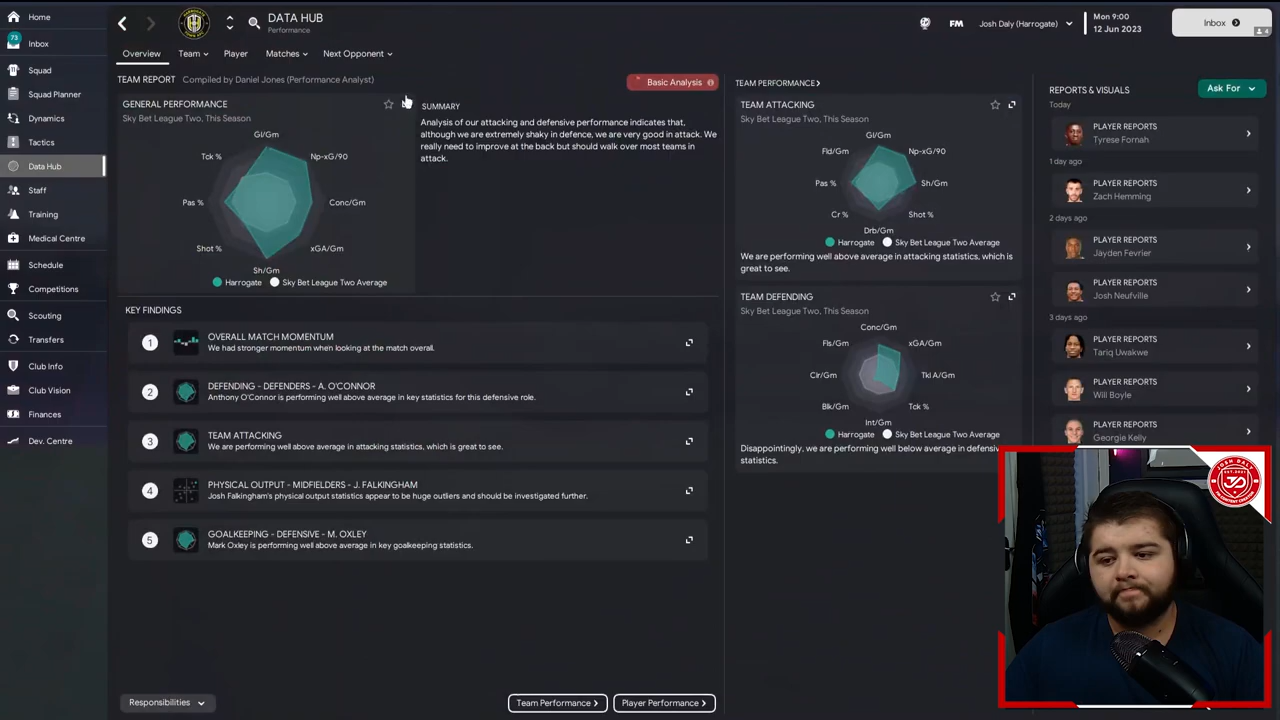 DATA HUB
Performance
FM
Josh Daly (Harrogate)
Mon 9:00
12 Jun 2023
Inbox
4
Home
73
Inbox
Squad
Squad Planner
Dynamics
Tactics
Data Hub
Staff
Training
Medical Centre
Schedule
Competitions
Scouting
Transfers
Club Info
Club Vision
Finances
Dev. Centre
Overview
Team
Player
Matches
Next Opponent
TEAM REPORT
Compiled by Daniel Jones (Performance Analyst)
Basic Analysis
GENERAL PERFORMANCE
Sky Bet League Two, This Season
Gl/Gm
Tck %
Np-xG/90
Pas %
Conc/Gm
Shot %
xGA/Gm
Sh/Gm
Harrogate
Sky Bet League Two Average
SUMMARY
Analysis of our attacking and defensive performance indicates that,
although we are extremely shaky in defence, we are very good in attack. We
really need to improve at the back but should walk over most teams in
attack.
KEY FINDINGS
1
OVERALL MATCH MOMENTUM
We had stronger momentum when looking at the match overall.
2
DEFENDING - DEFENDERS - A. O'CONNOR
Anthony O'Connor is performing well above average in key statistics for this defensive role.
3
TEAM ATTACKING
We are performing well above average in attacking statistics, which is great to see.
4
PHYSICAL OUTPUT - MIDFIELDERS - J. FALKINGHAM
Josh Falkingham's physical output statistics appear to be huge outliers and should be investigated further.
5
GOALKEEPING - DEFENSIVE - M. OXLEY
Mark Oxley is performing well above average in key goalkeeping statistics.
Responsibilities
Team Performance
Player Performance
TEAM PERFORMANCE
TEAM ATTACKING
Sky Bet League Two, This Season
Gl/Gm
Fld/Gm
Np-xG/90
Pas %
Sh/Gm
Cr %
Shot %
Drb/Gm
Harrogate
Sky Bet League Two Average
We are performing well above average in attacking statistics, which is
great to see.
TEAM DEFENDING
Sky Bet League Two, This Season
Conc/Gm
Fls/Gm
xGA/Gm
Clr/Gm
Tkl A/Gm
Blk/Gm
Tck %
Int/Gm
Harrogate
Sky Bet League Two Average
Disappointingly, we are performing well below average in defensiv
statistics.
REPORTS & VISUALS
Ask For
Today
PLAYER REPORTS
Tyrese Fornah
1 day ago
PLAYER REPORTS
Zach Hemming
2 days ago
PLAYER REPORTS
Jayden Fevrier
PLAYER REPORTS
Josh Neufville
3 days ago
PLAYER REPORTS
Tariq Uwakwe
PLAYER REPORTS
Will Boyle
PLAYER REPORTS
Georgie Kelly
JOSH DALY
EST. 2021
JD